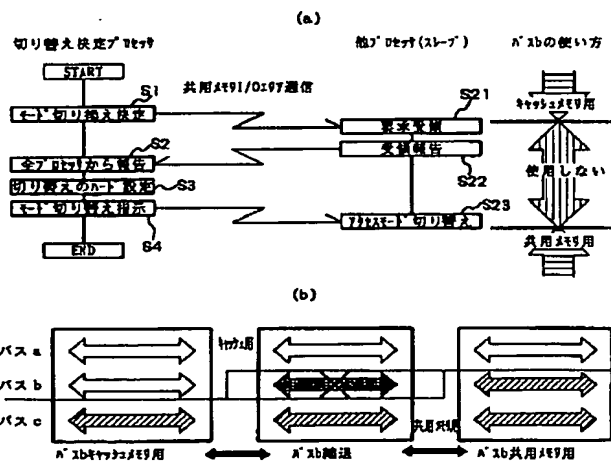 (a)
切り替え決定プロセッサ
他プロセッサ(スレーブ)
バスbの使い方
START
共用メモリI/Oエリア通信
S1
モード切り換え決定
S21
要求受領
キャッシュメモリ用
S2
全プロセッサから報告
受領報告
S22
使用しない
切り替えのハード設定
S3
モード切り替え指示
S4
S23
アクセスモード切り替え
共用メモリ用
END
(b)
バスa
バスb
バスc
キャッシュ用
共用メモリ用
バスbキャッシュメモリ用
バスb縮退
バスb共用メモリ用